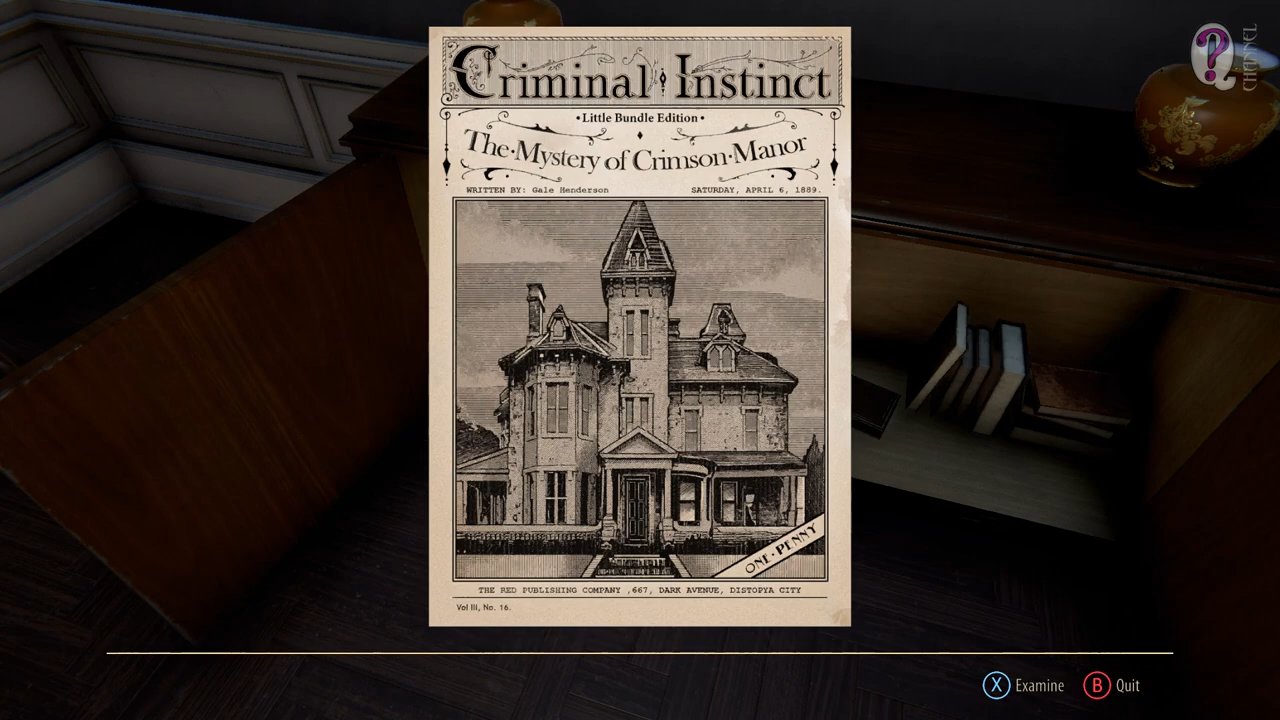 Criminal Instinct
•Little Bundle Edition•
The•Mystery of Crimson•Manor
WRITTEN BY: Gale Henderson SATURDAY, APRIL 6, 1889.
ONE•PENNY
THE RED PUBLISHING COMPANY ,667, DARK AVENUE, DISTOPYA CITY
Vol III, No. 16.
? Q CHANNEL
X Examine B Quit